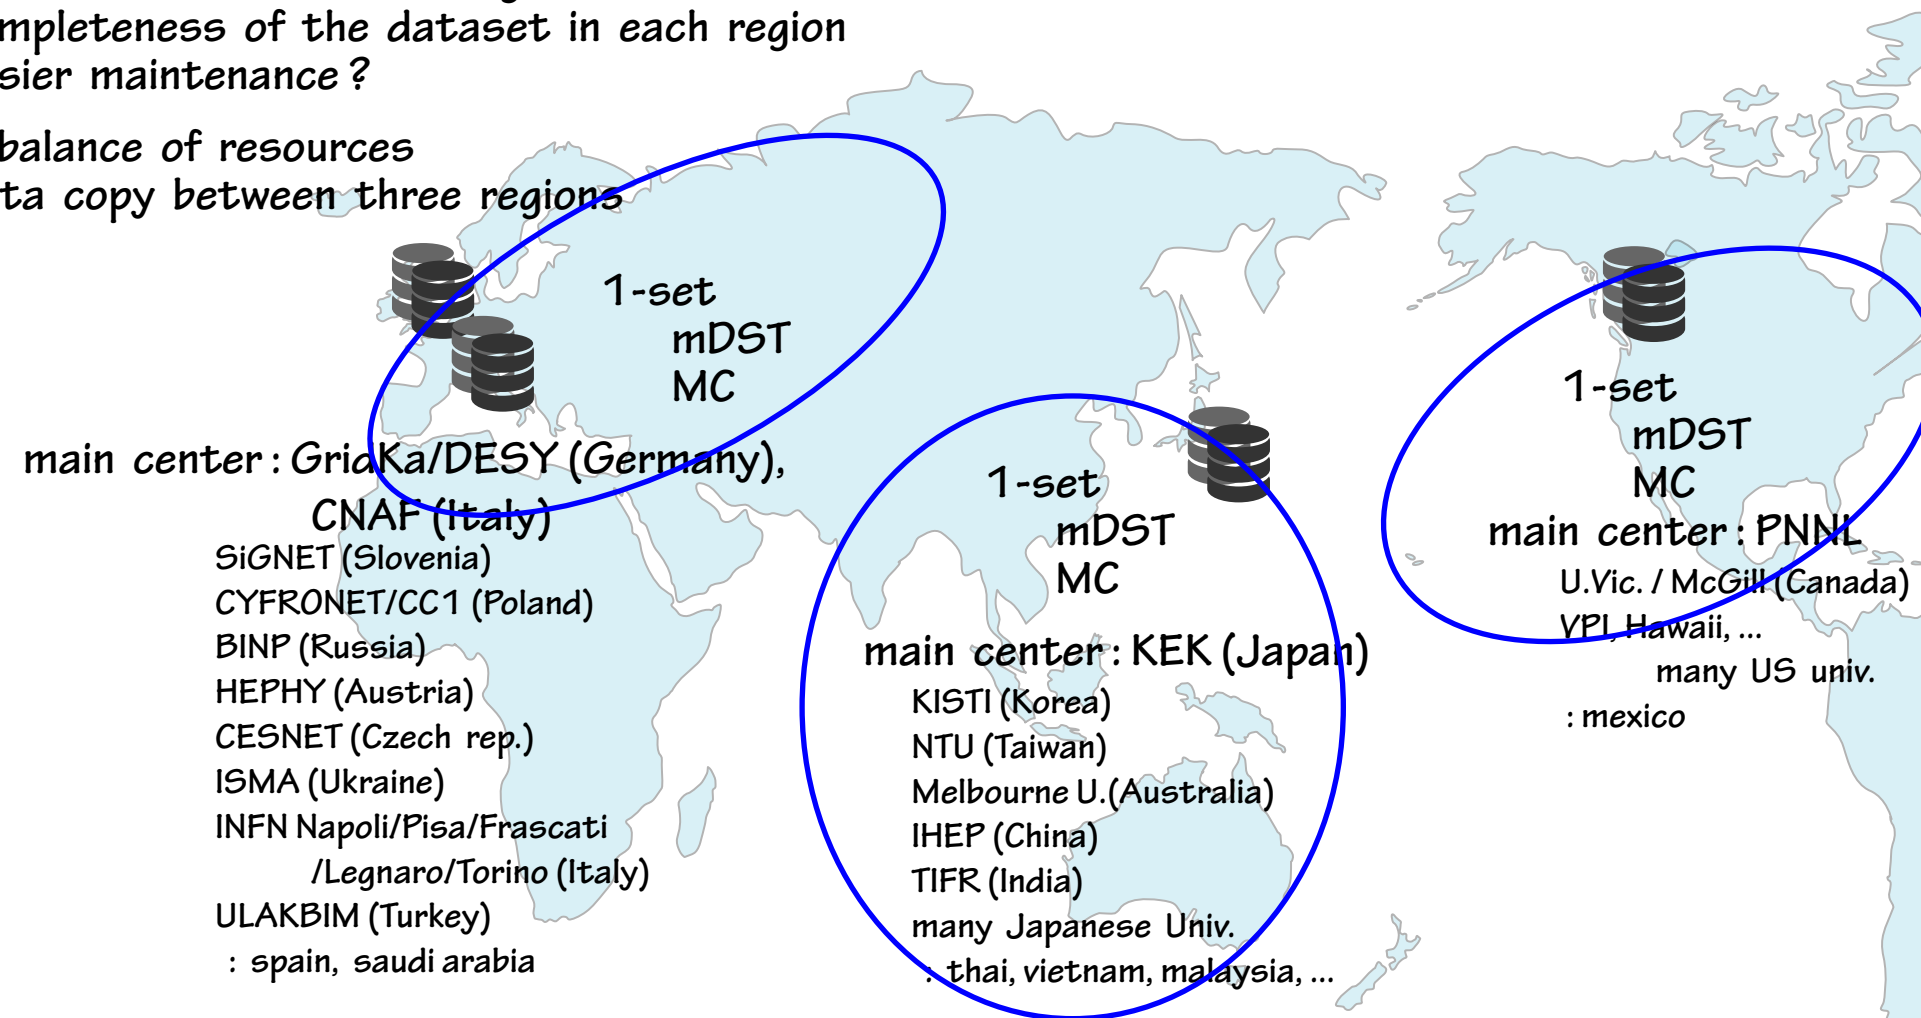 mpleteness of the dataset in each region
sier maintenance ?
balance of resources
ta copy between three regions
1-set
mDST
MC
main center : GridKa/DESY (Germany),
CNAF (Italy)
SiGNET (Slovenia)
CYFRONET/CC1 (Poland)
BINP (Russia)
HEPHY (Austria)
CESNET (Czech rep.)
ISMA (Ukraine)
INFN Napoli/Pisa/Frascati
/Legnaro/Torino (Italy)
ULAKBIM (Turkey)
: spain, saudi arabia
1-set
mDST
MC
main center : KEK (Japan)
KISTI (Korea)
NTU (Taiwan)
Melbourne U.(Australia)
IHEP (China)
TIFR (India)
many Japanese Univ.
: thai, vietnam, malaysia, ...
1-set
mDST
MC
main center : PNNL
U.Vic. / McGill (Canada)
VPI, Hawaii, ...
many US univ.
: mexico